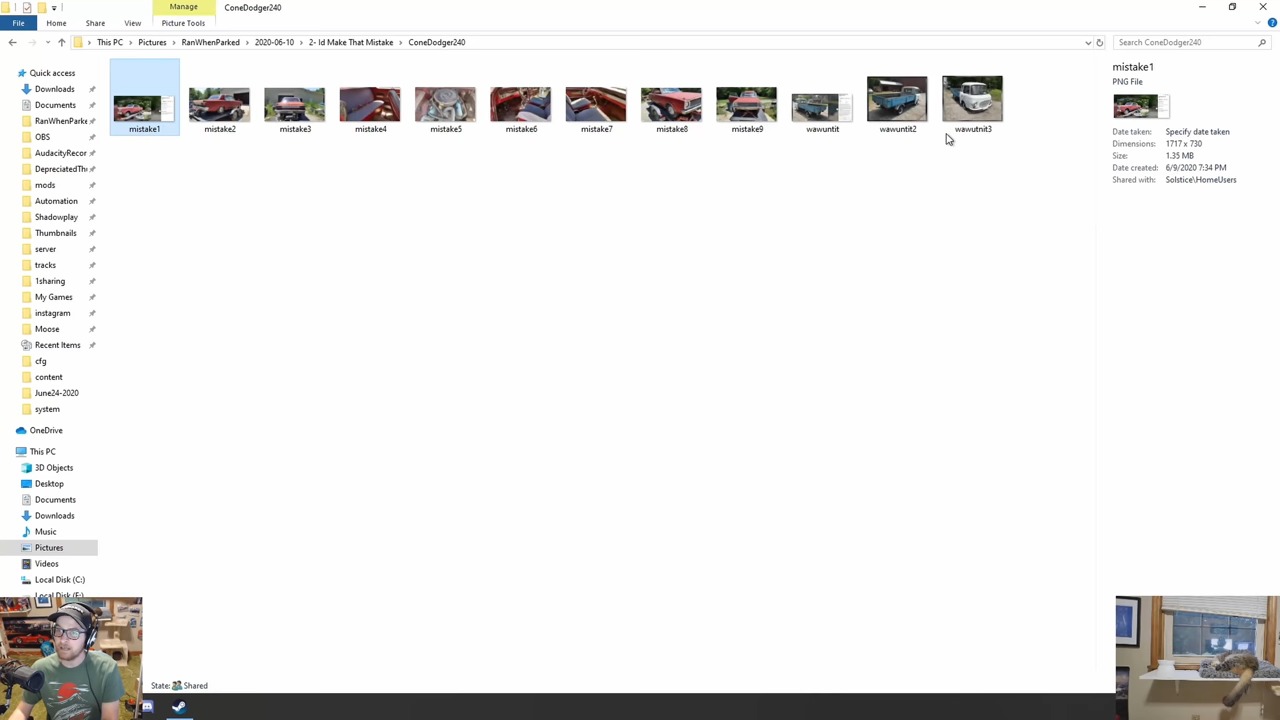 Manage
ConeDodger240
File
Home
Share
View
Picture Tools
This PC
Pictures
RanWhenParked
2020-06-10
2- Id Make That Mistake
ConeDodger240
Search ConeDodger240
Quick access
Downloads
Documents
RanWhenParke
OBS
AudacityRecor
DepreciatedThu
mods
Automation
Shadowplay
Thumbnails
server
tracks
1sharing
My Games
instagram
Moose
Recent Items
cfg
content
June24-2020
system
OneDrive
This PC
3D Objects
Desktop
Documents
Downloads
Music
Pictures
Videos
Local Disk (C:)
Local Disk (E:)
mistake1
mistake2
mistake3
mistake4
mistake5
mistake6
mistake7
mistake8
mistake9
wawuntit
wawuntit2
wawutnit3
mistake1
PNG File
Date taken: Specify date taken
Dimensions: 1717 x 730
Size: 1.35 MB
Date created: 6/9/2020 7:34 PM
Shared with: Solstice\HomeUsers
State: Shared